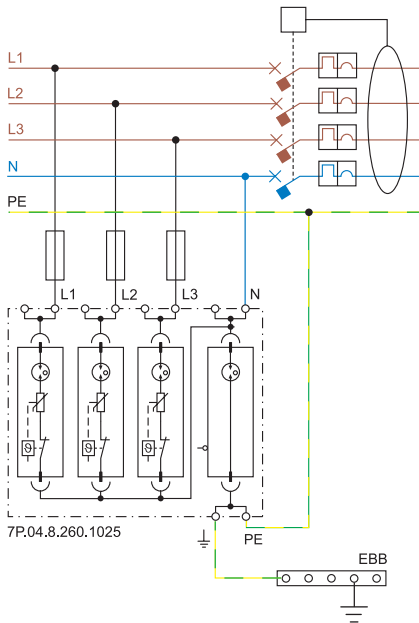 L1
L2
L3
N
PE
L1 L2 L3 N
ϑ ϑ ϑ
7P.04.8.260.1025
PE
EBB